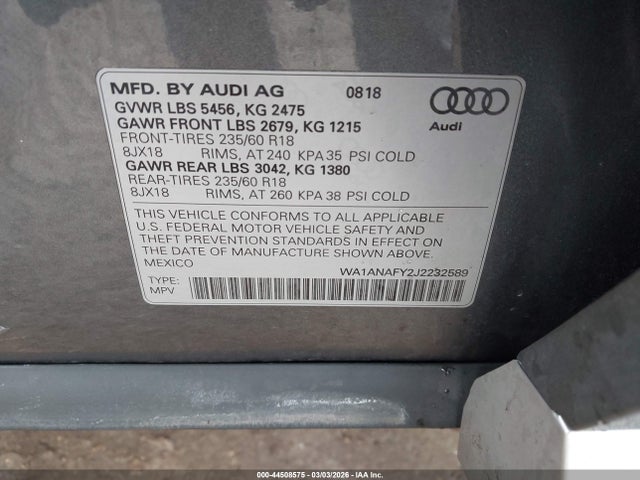 MFD. BY AUDI AG 0818
GVWR LBS 5456, KG 2475
GAWR FRONT LBS 2679, KG 1215
FRONT-TIRES 235/60 R18
8JX18 RIMS, AT 240 KPA 35 PSI COLD
GAWR REAR LBS 3042, KG 1380
REAR-TIRES 235/60 R18
8JX18 RIMS, AT 260 KPA 38 PSI COLD
Audi
THIS VEHICLE CONFORMS TO ALL APPLICABLE
U.S. FEDERAL MOTOR VEHICLE SAFETY AND
THEFT PREVENTION STANDARDS IN EFFECT ON
THE DATE OF MANUFACTURE SHOWN ABOVE.
MEXICO WA1ANAFY2J2232589
TYPE:
MPV
000-44508575 - 03/03/2026 - IAAI, Inc.